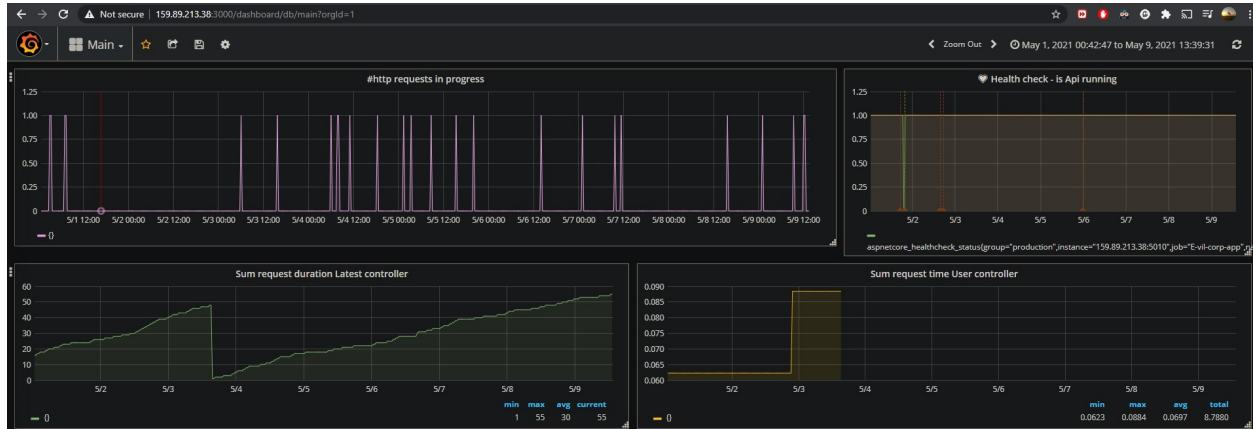 Not secure | 159.89.213.38:3000/dashboard/db/main?orgId=1
Main
Zoom Out May 1, 2021 00:42:47 to May 9, 2021 13:39:31
#http requests in progress
1.25
1.00
0.75
0.50
0.25
0
5/1 12:00 5/2 00:00 5/2 12:00 5/3 00:00 5/3 12:00 5/4 00:00 5/4 12:00 5/5 00:00 5/5 12:00 5/6 00:00 5/6 12:00 5/7 00:00 5/7 12:00 5/8 00:00 5/8 12:00 5/9 00:00 5/9 12:00
{}
Health check - is Api running
1.25
1.00
0.75
0.50
0.25
0
5/2 5/3 5/4 5/5 5/6 5/7 5/8 5/9
aspnetcore_healthcheck_status{group="production",instance="159.89.213.38:5010",job="E-vil-corp-app",
Sum request duration Latest controller
60
50
40
30
20
10
0
5/2 5/3 5/4 5/5 5/6 5/7 5/8 5/9
min max avg current
{} 1 55 30 55
Sum request time User controller
0.090
0.085
0.080
0.075
0.070
0.065
0.060
5/2 5/3 5/4 5/5 5/6 5/7 5/8 5/9
min max avg total
{} 0.0623 0.0884 0.0697 8.7880